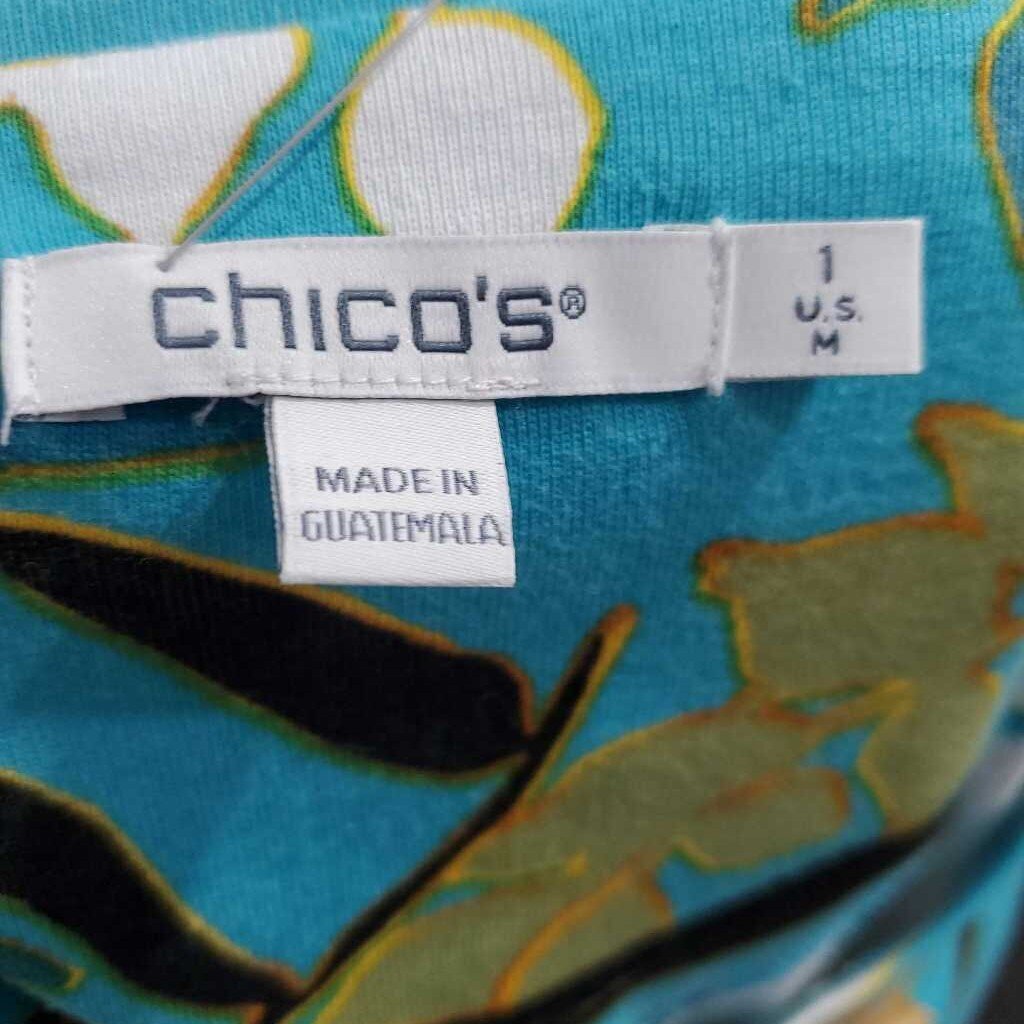 chico's®
1
U.S.
M
MADE IN
GUATEMALA